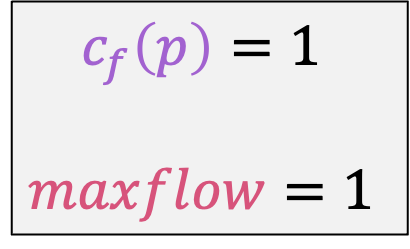 c_f(p) = 1
maxflow = 1